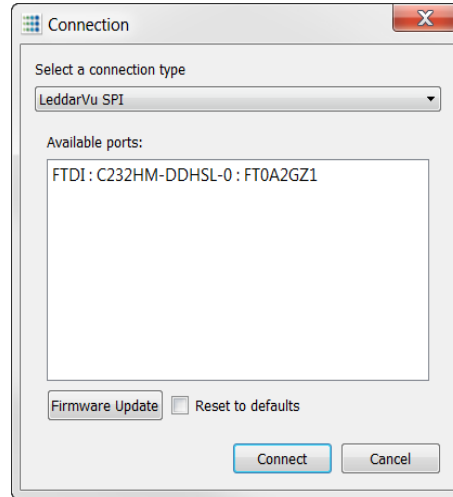 Connection
X
Select a connection type
LeddarVu SPI
Available ports:
FTDI : C232HM-DDHSL-0 : FT0A2GZ1
Firmware Update Reset to defaults
Connect Cancel